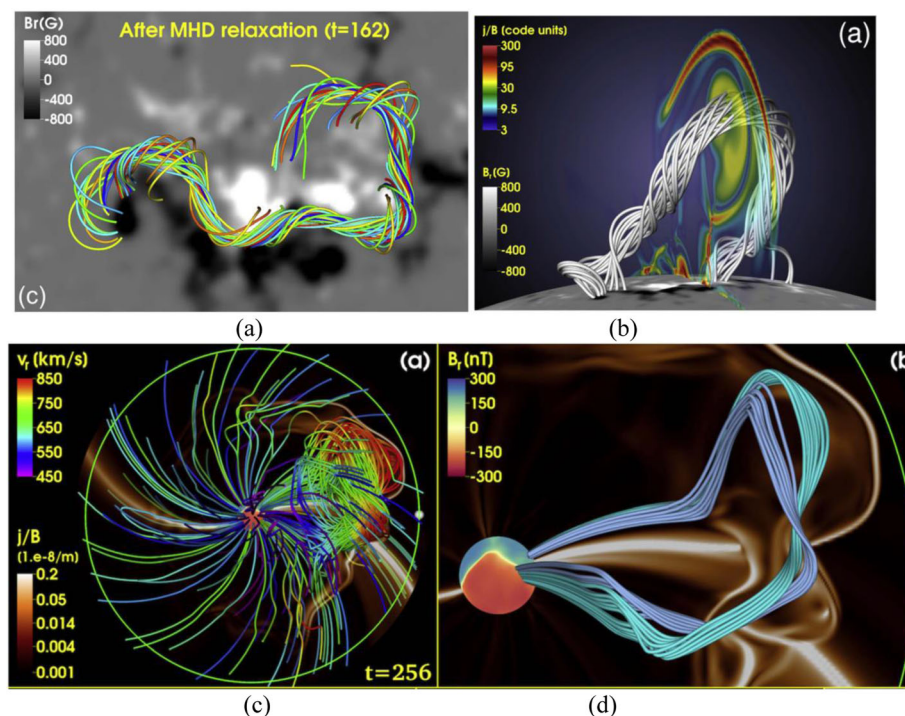 Br(G)
800
400
0
-400
-800
After MHD relaxation (t=162)
(c)
j/B (code units)
300
95
30
9.5
3
Br(G)
800
400
0
-400
-800
(a)
(a)
(b)
vr (km/s)
850
750
650
550
450
j/B
(1.e-8/m)
0.2
0.05
0.014
0.004
0.001
(a)
t=256
Br (nT)
300
150
0
-150
-300
(b
(c)
(d)